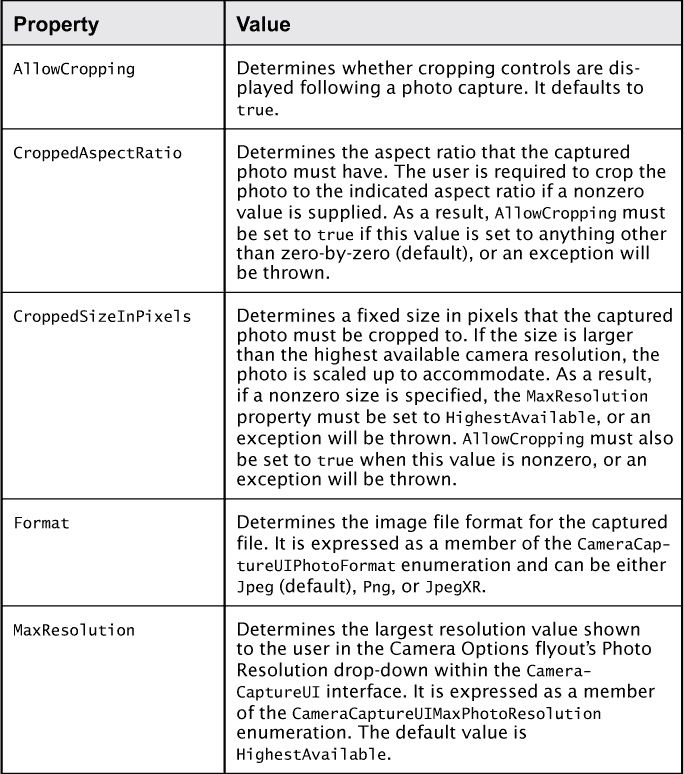 Property Value
AllowCropping Determines whether cropping controls are dis-
played following a photo capture. It defaults to
true.
CroppedAspectRatio Determines the aspect ratio that the captured
photo must have. The user is required to crop the
photo to the indicated aspect ratio if a nonzero
value is supplied. As a result, AllowCropping must
be set to true if this value is set to anything other
than zero-by-zero (default), or an exception will
be thrown.
CroppedSizeInPixels Determines a fixed size in pixels that the captured
photo must be cropped to. If the size is larger
than the highest available camera resolution, the
photo is scaled up to accommodate. As a result,
if a nonzero size is specified, the MaxResolution
property must be set to HighestAvailable, or an
exception will be thrown. AllowCropping must also
be set to true when this value is nonzero, or an
exception will be thrown.
Format Determines the image file format for the captured
file. It is expressed as a member of the CameraCap-
tureUIPhotoFormat enumeration and can be either
Jpeg (default), Png, or JpegXR.
MaxResolution Determines the largest resolution value shown
to the user in the Camera Options flyout’s Photo
Resolution drop-down within the Camera-
CaptureUI interface. It is expressed as a member
of the CameraCaptureUIMaxPhotoResolution
enumeration. The default value is
HighestAvailable.